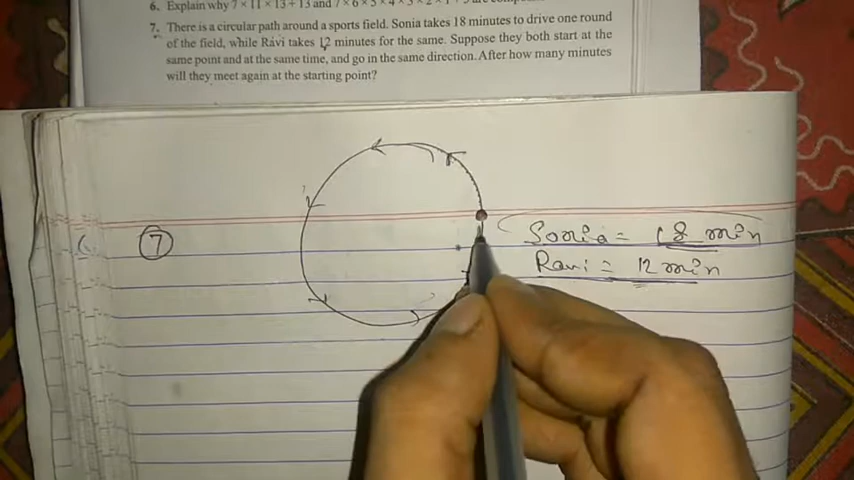 6. Explain why 7 × 11 × 13 + 13 and 7 × 6 × 5 × 4 × 3 × 2 × 1 + 5 are
7. There is a circular path around a sports field. Sonia takes 18 minutes to drive one round
of the field, while Ravi takes 12 minutes for the same. Suppose they both start at the
same point and at the same time, and go in the same direction. After how many minutes
will they meet again at the starting point?
7
Sonia = 18 min
Ravi = 12 min